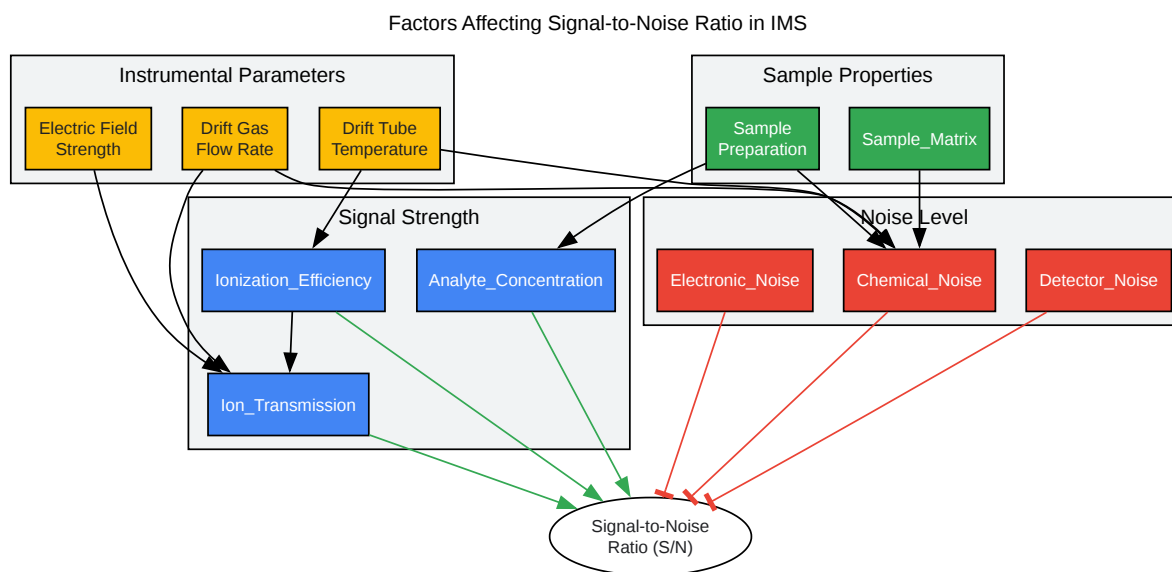 Factors Affecting Signal-to-Noise Ratio in IMS
Instrumental Parameters
Sample Properties
Electric Field
Strength
Drift Gas
Flow Rate
Drift Tube
Temperature
Sample
Preparation
Sample_Matrix
Signal Strength
Noise Level
Ionization_Efficiency
Analyte_Concentration
Electronic_Noise
Chemical_Noise
Detector_Noise
Ion_Transmission
Signal-to-Noise
Ratio (S/N)